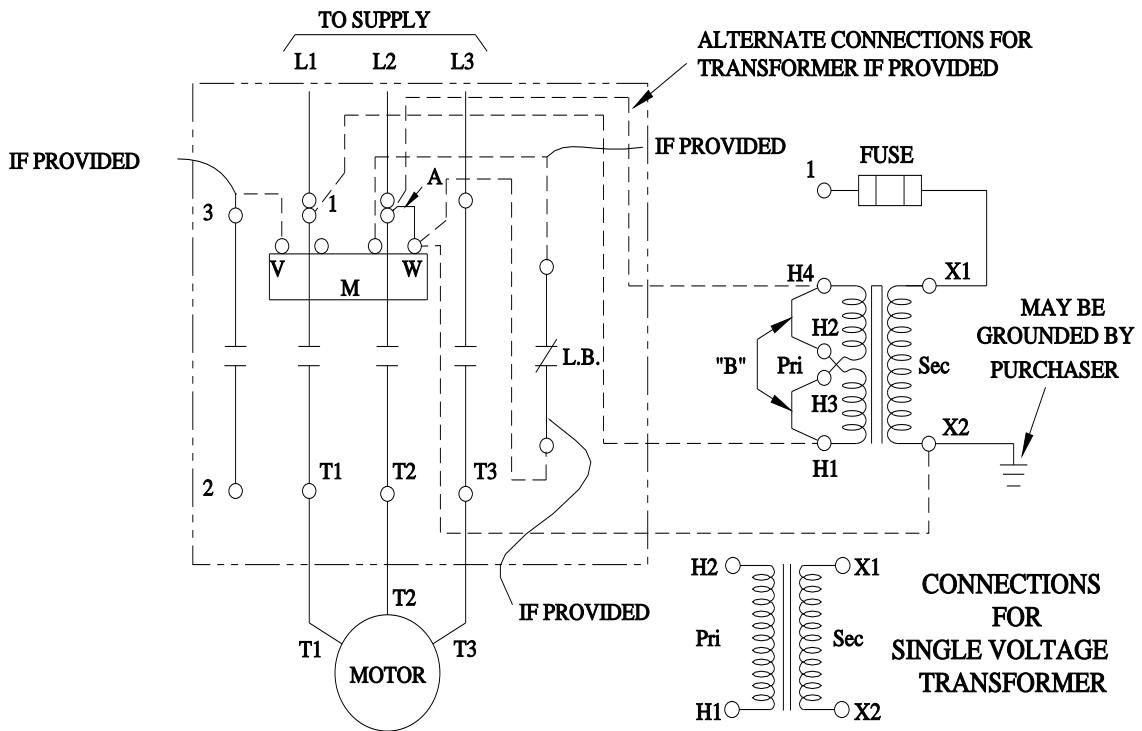 TO SUPPLY
L1 L2 L3
ALTERNATE CONNECTIONS FOR
TRANSFORMER IF PROVIDED
IF PROVIDED
IF PROVIDED
A
1
FUSE
3
1
V
W
M
H4
X1
H2
"B"
Pri
Sec
H3
H1
X2
MAY BE
GROUNDED BY
PURCHASER
L.B.
2
T1
T2
T3
IF PROVIDED
T2
T1
T3
MOTOR
H2
X1
Pri
Sec
H1
X2
CONNECTIONS
FOR
SINGLE VOLTAGE
TRANSFORMER